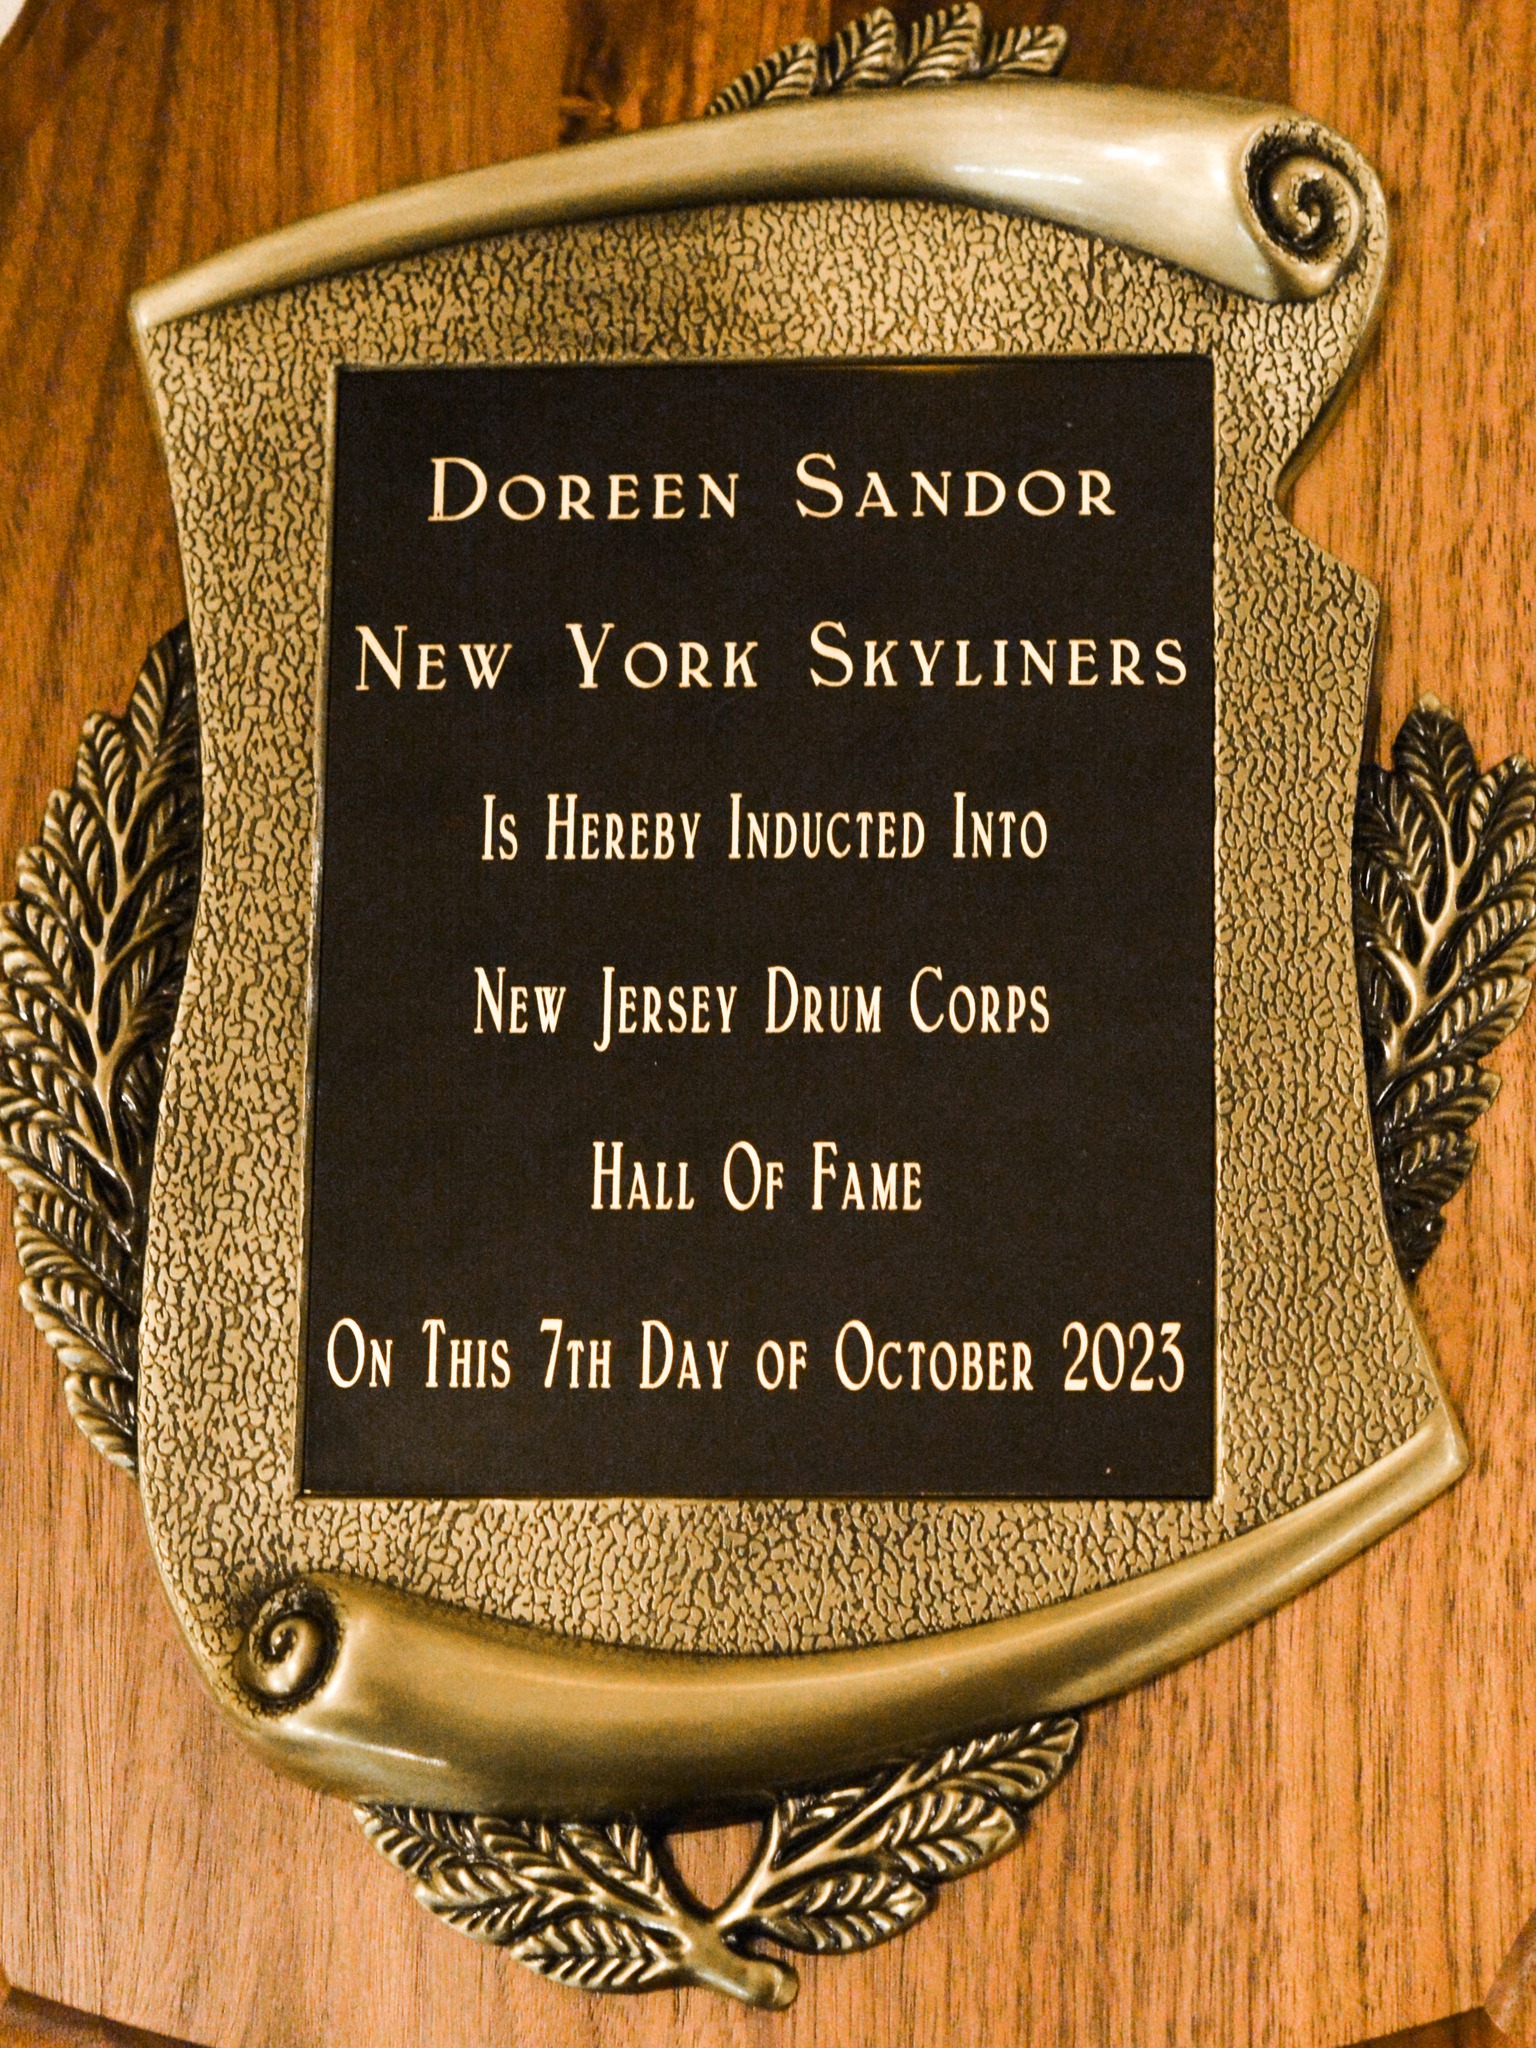 Doreen Sandor
New York Skyliners
Is Hereby Inducted Into
New Jersey Drum Corps
Hall Of Fame
On This 7th Day of October 2023